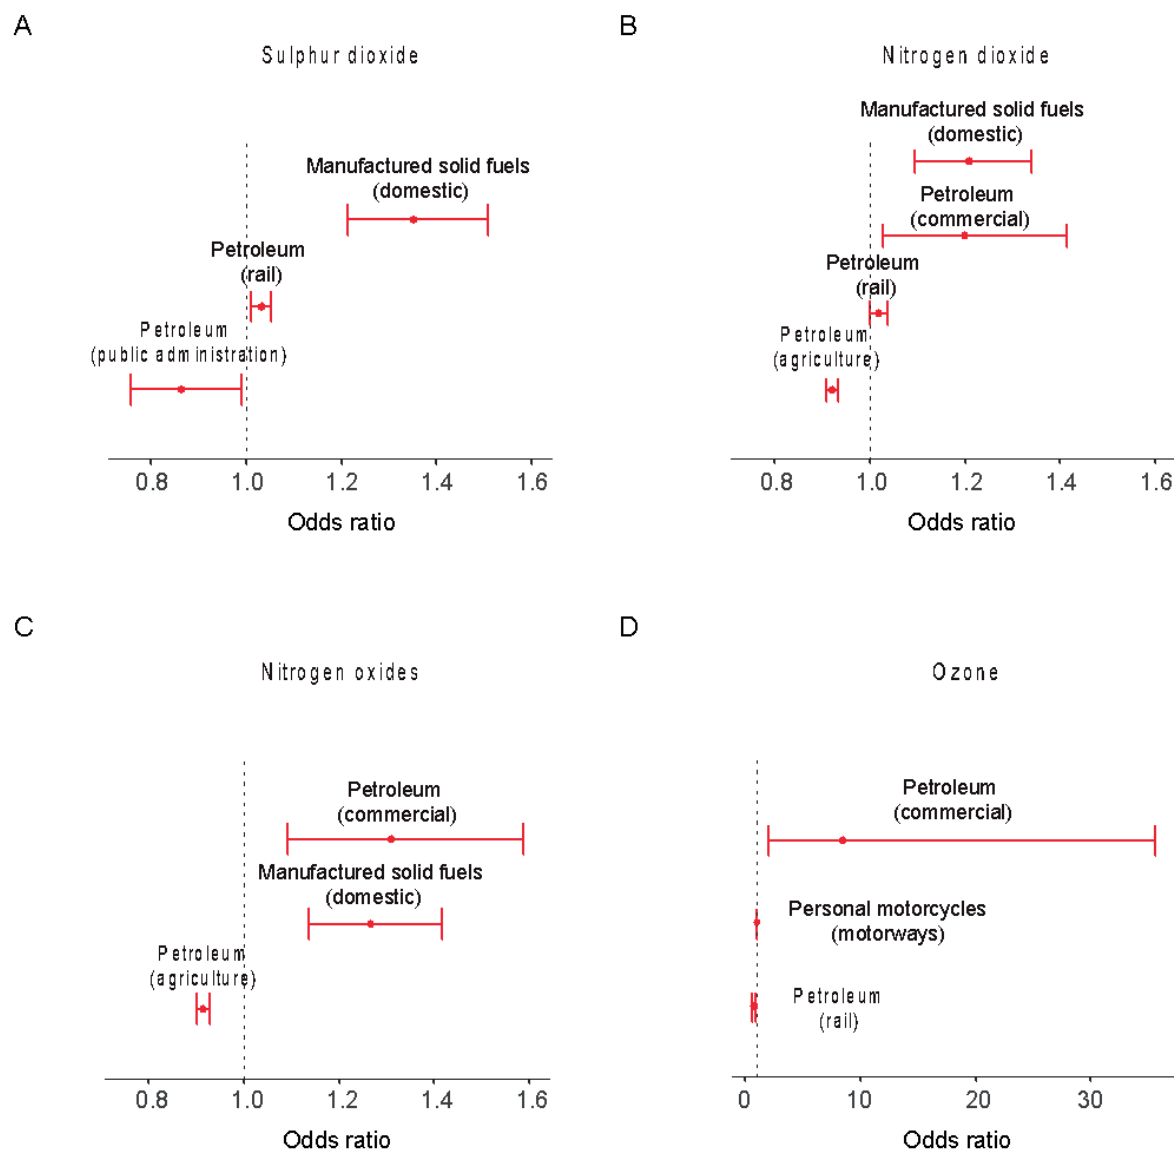 A
Sulphur dioxide
Manufactured solid fuels
(domestic)
Petroleum
(rail)
Petroleum
(public administration)
0.8 1.0 1.2 1.4 1.6
Odds ratio
B
Nitrogen dioxide
Manufactured solid fuels
(domestic)
Petroleum
(commercial)
Petroleum
(rail)
Petroleum
(agriculture)
0.8 1.0 1.2 1.4 1.6
Odds ratio
C
Nitrogen oxides
Petroleum
(commercial)
Manufactured solid fuels
(domestic)
Petroleum
(agriculture)
0.8 1.0 1.2 1.4 1.6
Odds ratio
D
Ozone
Petroleum
(commercial)
Personal motorcycles
(motorways)
Petroleum
(rail)
0 10 20 30
Odds ratio